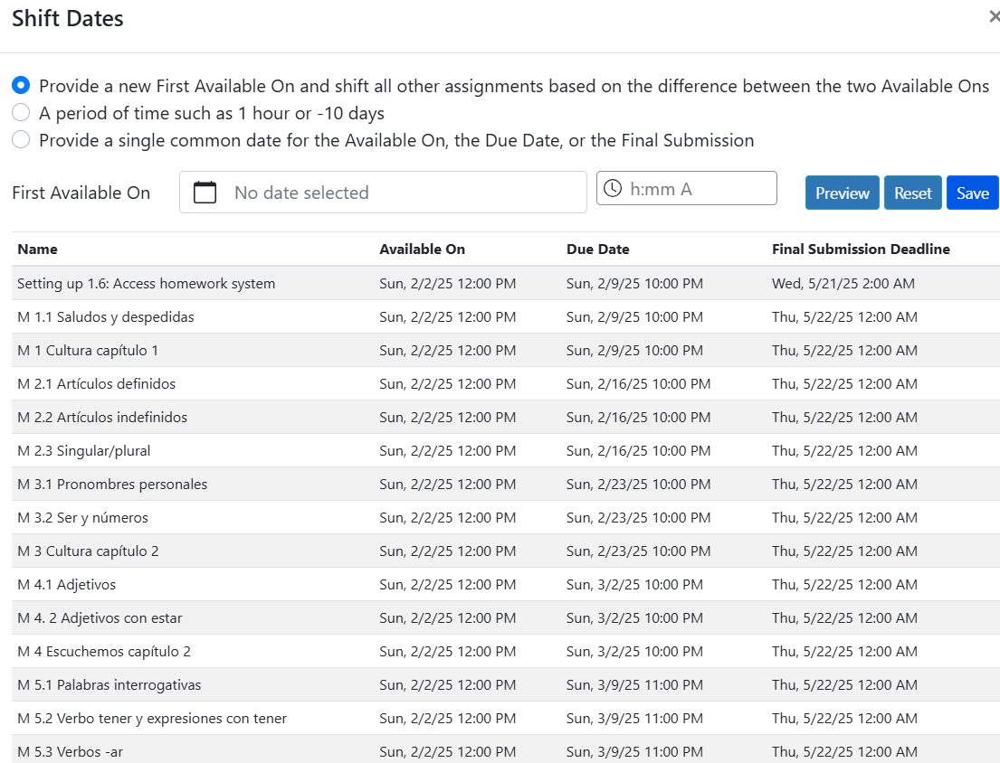 Shift Dates ×
Provide a new First Available On and shift all other assignments based on the difference between the two Available Ons
A period of time such as 1 hour or -10 days
Provide a single common date for the Available On, the Due Date, or the Final Submission
First Available On No date selected h:mm A Preview Reset Save
Name Available On Due Date Final Submission Deadline
Setting up 1.6: Access homework system Sun, 2/2/25 12:00 PM Sun, 2/9/25 10:00 PM Wed, 5/21/25 2:00 AM
M 1.1 Saludos y despedidas Sun, 2/2/25 12:00 PM Sun, 2/9/25 10:00 PM Thu, 5/22/25 12:00 AM
M 1 Cultura capítulo 1 Sun, 2/2/25 12:00 PM Sun, 2/9/25 10:00 PM Thu, 5/22/25 12:00 AM
M 2.1 Artículos definidos Sun, 2/2/25 12:00 PM Sun, 2/16/25 10:00 PM Thu, 5/22/25 12:00 AM
M 2.2 Artículos indefinidos Sun, 2/2/25 12:00 PM Sun, 2/16/25 10:00 PM Thu, 5/22/25 12:00 AM
M 2.3 Singular/plural Sun, 2/2/25 12:00 PM Sun, 2/16/25 10:00 PM Thu, 5/22/25 12:00 AM
M 3.1 Pronombres personales Sun, 2/2/25 12:00 PM Sun, 2/23/25 10:00 PM Thu, 5/22/25 12:00 AM
M 3.2 Ser y números Sun, 2/2/25 12:00 PM Sun, 2/23/25 10:00 PM Thu, 5/22/25 12:00 AM
M 3 Cultura capítulo 2 Sun, 2/2/25 12:00 PM Sun, 2/23/25 10:00 PM Thu, 5/22/25 12:00 AM
M 4.1 Adjetivos Sun, 2/2/25 12:00 PM Sun, 3/2/25 10:00 PM Thu, 5/22/25 12:00 AM
M 4. 2 Adjetivos con estar Sun, 2/2/25 12:00 PM Sun, 3/2/25 10:00 PM Thu, 5/22/25 12:00 AM
M 4 Escuchemos capítulo 2 Sun, 2/2/25 12:00 PM Sun, 3/2/25 10:00 PM Thu, 5/22/25 12:00 AM
M 5.1 Palabras interrogativas Sun, 2/2/25 12:00 PM Sun, 3/9/25 11:00 PM Thu, 5/22/25 12:00 AM
M 5.2 Verbo tener y expresiones con tener Sun, 2/2/25 12:00 PM Sun, 3/9/25 11:00 PM Thu, 5/22/25 12:00 AM
M 5.3 Verbos -ar Sun, 2/2/25 12:00 PM Sun, 3/9/25 11:00 PM Thu, 5/22/25 12:00 AM